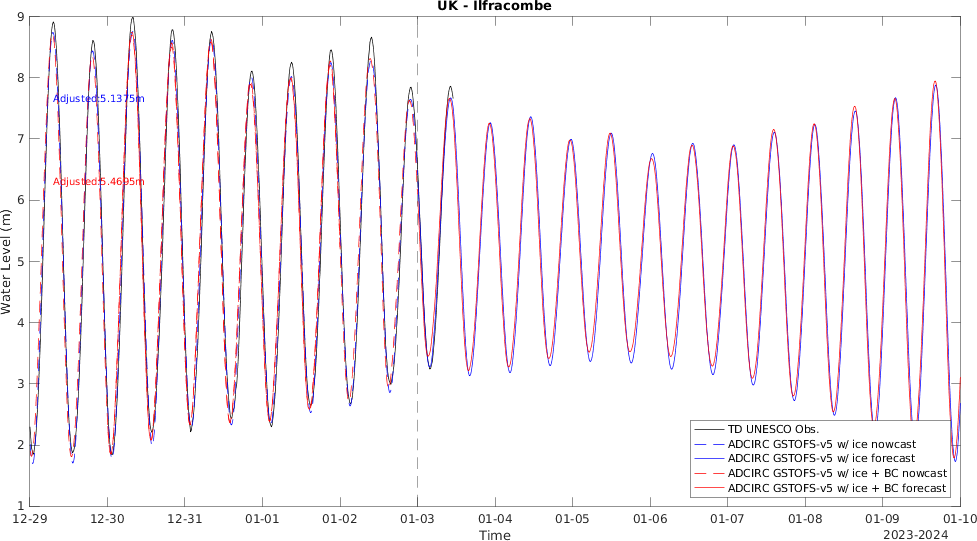 UK - Ilfracombe
9
8
7
6
5
4
3
2
1
Water Level (m)
Adjusted:5.1375m
Adjusted:5.4695m
TD UNESCO Obs.
ADCIRC GSTOFS-v5 w/ ice nowcast
ADCIRC GSTOFS-v5 w/ ice forecast
ADCIRC GSTOFS-v5 w/ ice + BC nowcast
ADCIRC GSTOFS-v5 w/ ice + BC forecast
12-29 12-30 12-31 01-01 01-02 01-03 01-04 01-05 01-06 01-07 01-08 01-09 01-10
Time
2023-2024